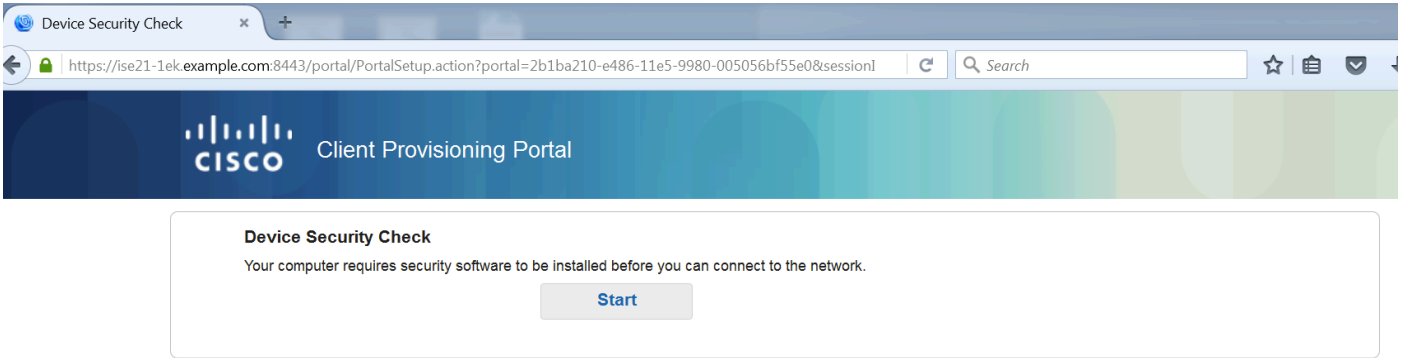 Device Security Check
https://ise21-1ek.example.com:8443/portal/PortalSetup.action?portal=2b1ba210-e486-11e5-9980-005056bf55e0&sessionI
Search
CISCO
Client Provisioning Portal
Device Security Check
Your computer requires security software to be installed before you can connect to the network.
Start